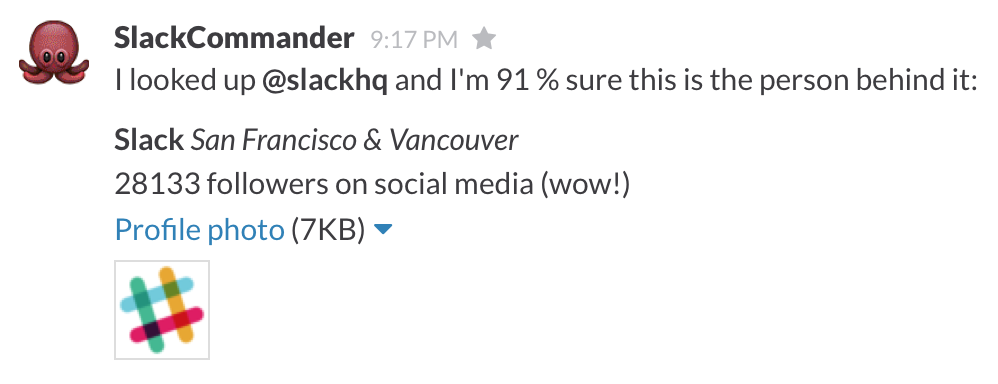 SlackCommander 9:17 PM
I looked up @slackhq and I'm 91 % sure this is the person behind it:
Slack San Francisco & Vancouver
28133 followers on social media (wow!)
Profile photo (7KB)